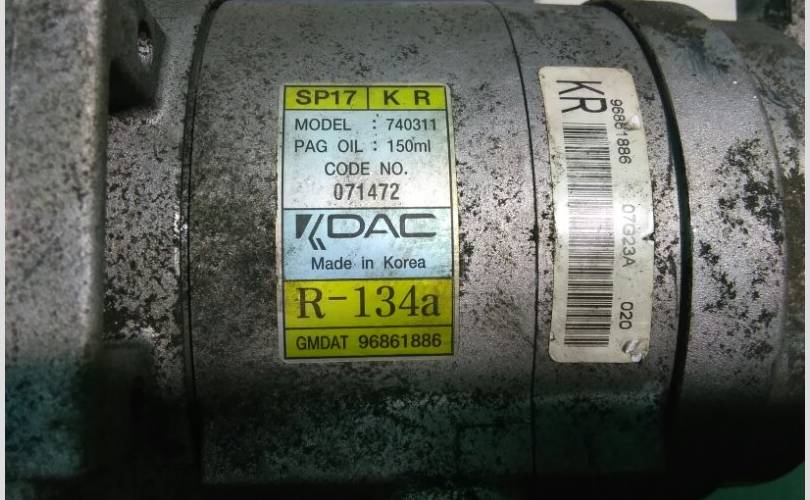 SP17 | K R
MODEL : 740311
PAG OIL : 150ml
CODE NO.
071472
KDAC
Made in Korea
R-134a
GMDAT 96861886
KR
96861886 07G23A 020